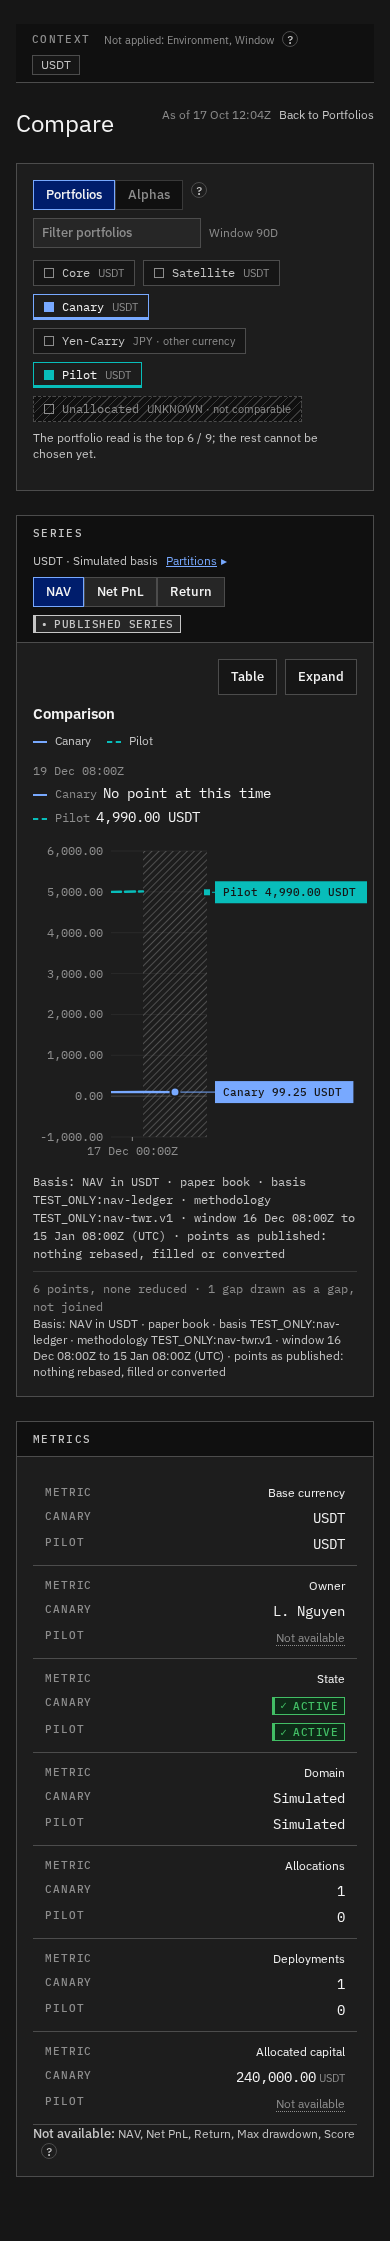 CONTEXT Not applied: Environment, Window ?
USDT
Compare As of 17 Oct 12:04Z Back to Portfolios
Portfolios Alphas ?
Filter portfolios Window 90D
Core USDT Satellite USDT
Canary USDT
Yen-Carry JPY · other currency
Pilot USDT
Unallocated UNKNOWN · not comparable
The portfolio read is the top 6 / 9; the rest cannot be
chosen yet.
SERIES
USDT · Simulated basis Partitions ▸
NAV Net PnL Return
• PUBLISHED SERIES
Table Expand
Comparison
Canary Pilot
19 Dec 08:00Z
Canary No point at this time
Pilot 4,990.00 USDT
6,000.00
5,000.00 Pilot 4,990.00 USDT
4,000.00
3,000.00
2,000.00
1,000.00
0.00 Canary 99.25 USDT
-1,000.00
17 Dec 00:00Z
Basis: NAV in USDT · paper book · basis
TEST_ONLY:nav-ledger · methodology
TEST_ONLY:nav-twr.v1 · window 16 Dec 08:00Z to
15 Jan 08:00Z (UTC) · points as published:
nothing rebased, filled or converted
6 points, none reduced · 1 gap drawn as a gap,
not joined
Basis: NAV in USDT · paper book · basis TEST_ONLY:nav-
ledger · methodology TEST_ONLY:nav-twr.v1 · window 16
Dec 08:00Z to 15 Jan 08:00Z (UTC) · points as published:
nothing rebased, filled or converted
METRICS
METRIC Base currency
CANARY USDT
PILOT USDT
METRIC Owner
CANARY L. Nguyen
PILOT Not available
METRIC State
CANARY ✓ ACTIVE
PILOT ✓ ACTIVE
METRIC Domain
CANARY Simulated
PILOT Simulated
METRIC Allocations
CANARY 1
PILOT 0
METRIC Deployments
CANARY 1
PILOT 0
METRIC Allocated capital
CANARY 240,000.00 USDT
PILOT Not available
Not available: NAV, Net PnL, Return, Max drawdown, Score
?